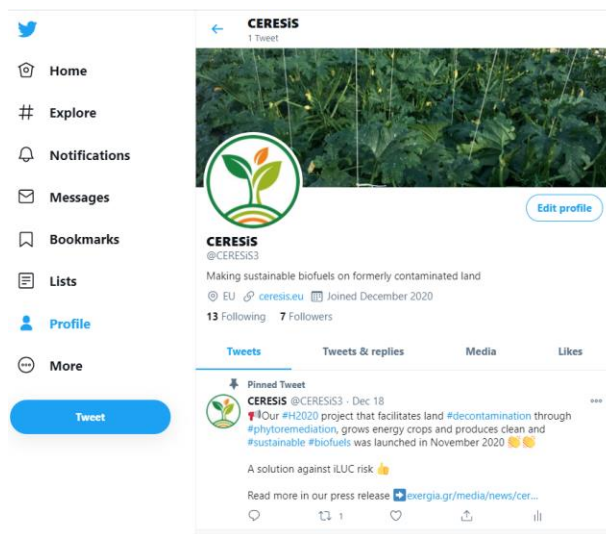 CERESiS
1 Tweet
Home
Explore
Notifications
Messages
Bookmarks
Lists
Profile
More
Tweet
Edit profile
CERESiS
@CERESiS3
Making sustainable biofuels on formerly contaminated land
EU ceresis.eu Joined December 2020
13 Following 7 Followers
Tweets Tweets & replies Media Likes
Pinned Tweet
CERESiS @CERESiS3 · Dec 18
Our #H2020 project that facilitates land #decontamination through
#phytoremediation, grows energy crops and produces clean and
#sustainable #biofuels was launched in November 2020
A solution against iLUC risk
Read more in our press release exergia.gr/media/news/cer...
1